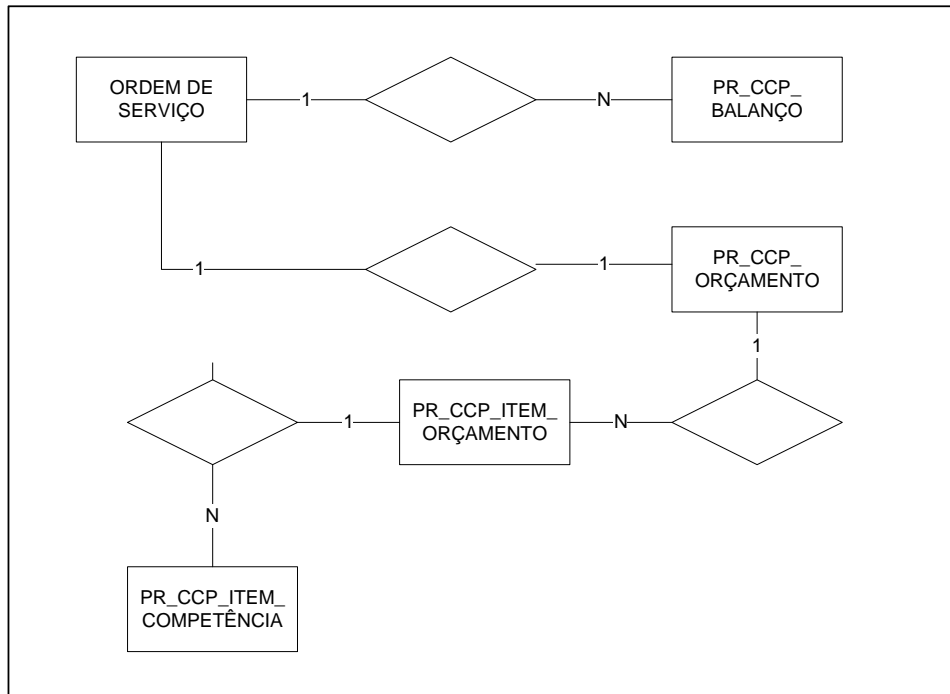 ORDEM DE
SERVIÇO
1
N
PR_CCP_
BALANÇO
1
1
PR_CCP_
ORÇAMENTO
1
1
PR_CCP_ITEM_
ORÇAMENTO
N
N
PR_CCP_ITEM_
COMPETÊNCIA